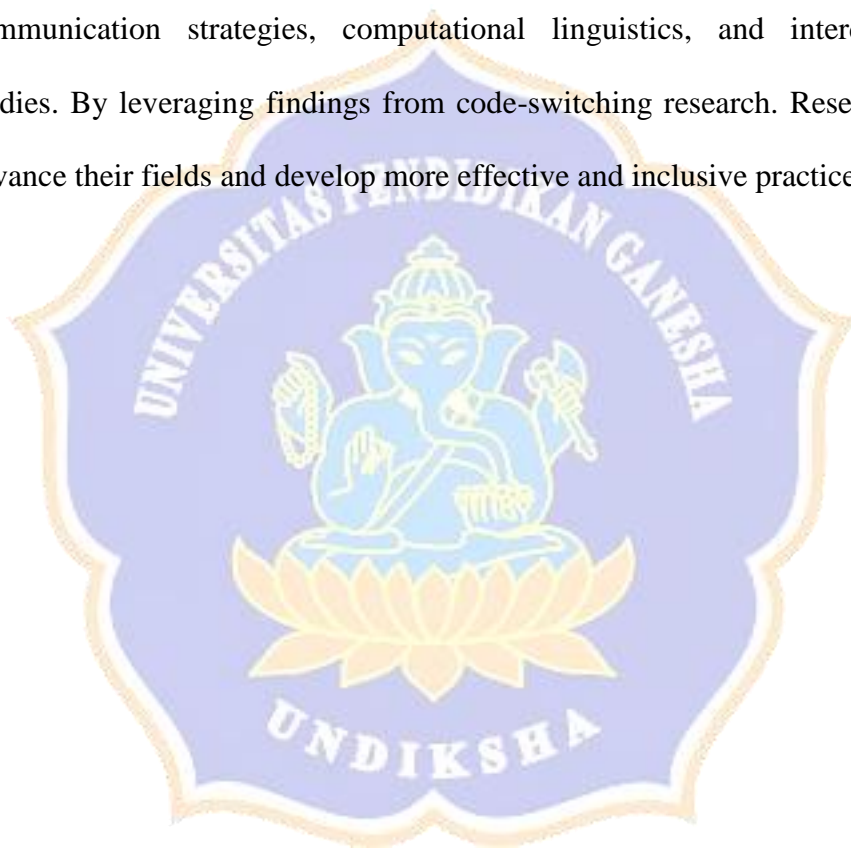 mmunication strategies, computational linguistics, and inter
dies. By leveraging findings from code-switching research. Rese
vance their fields and develop more effective and inclusive practice
UNIVERSITAS PENDIDIKAN GANESHA
UNDIKSHA